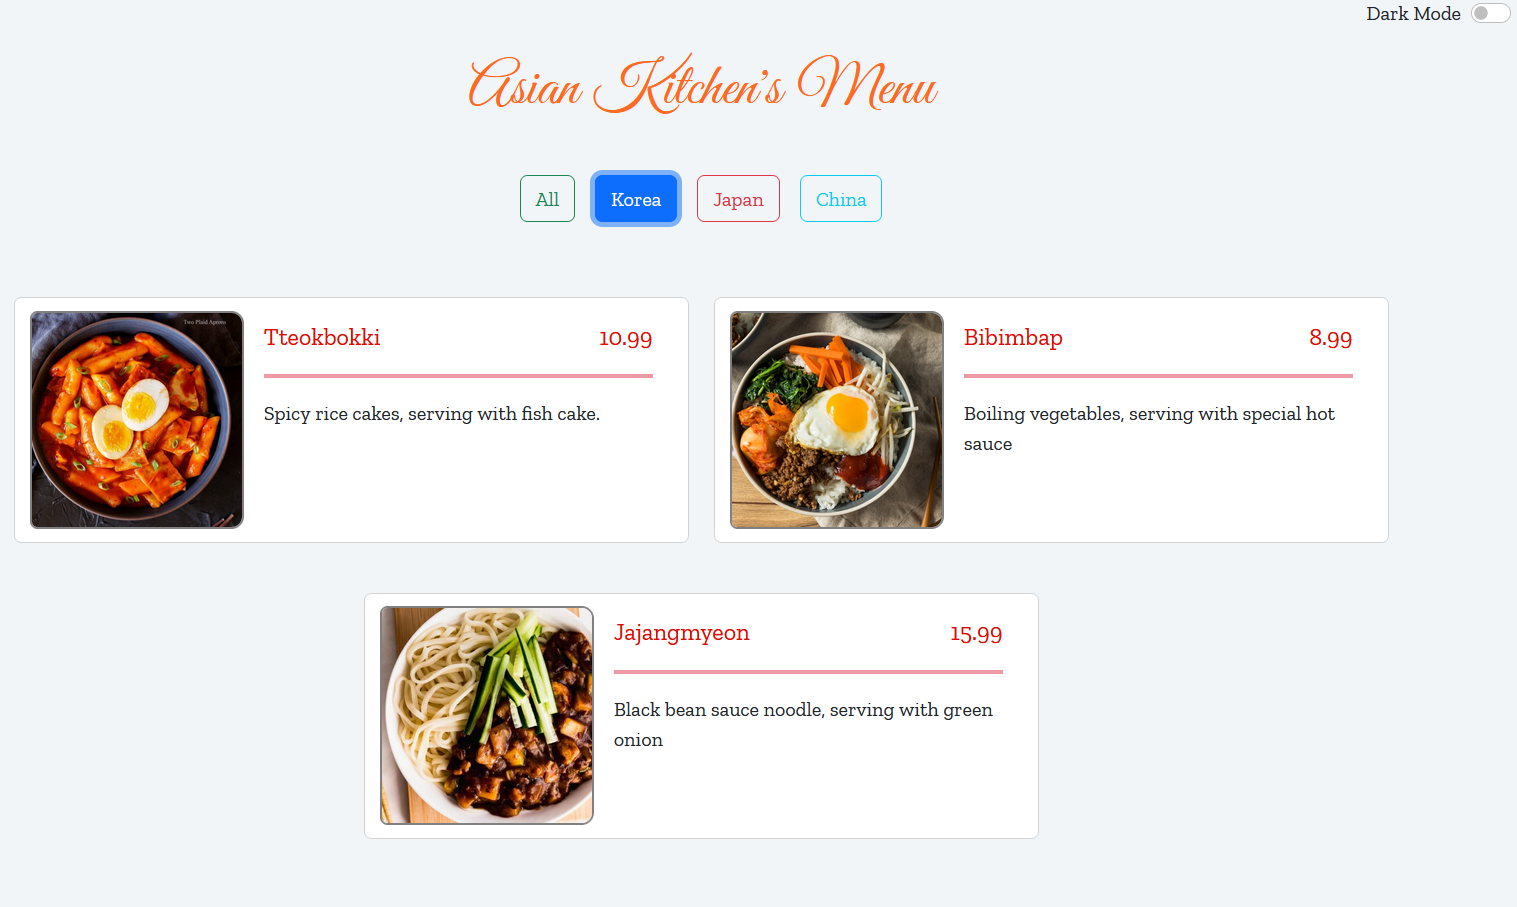 Dark Mode
Asian Kitchen's Menu
All
Korea
Japan
China
Two Plaid Aprons
Tteokbokki 10.99
Spicy rice cakes, serving with fish cake.
Bibimbap 8.99
Boiling vegetables, serving with special hot
sauce
Jajangmyeon 15.99
Black bean sauce noodle, serving with green
onion